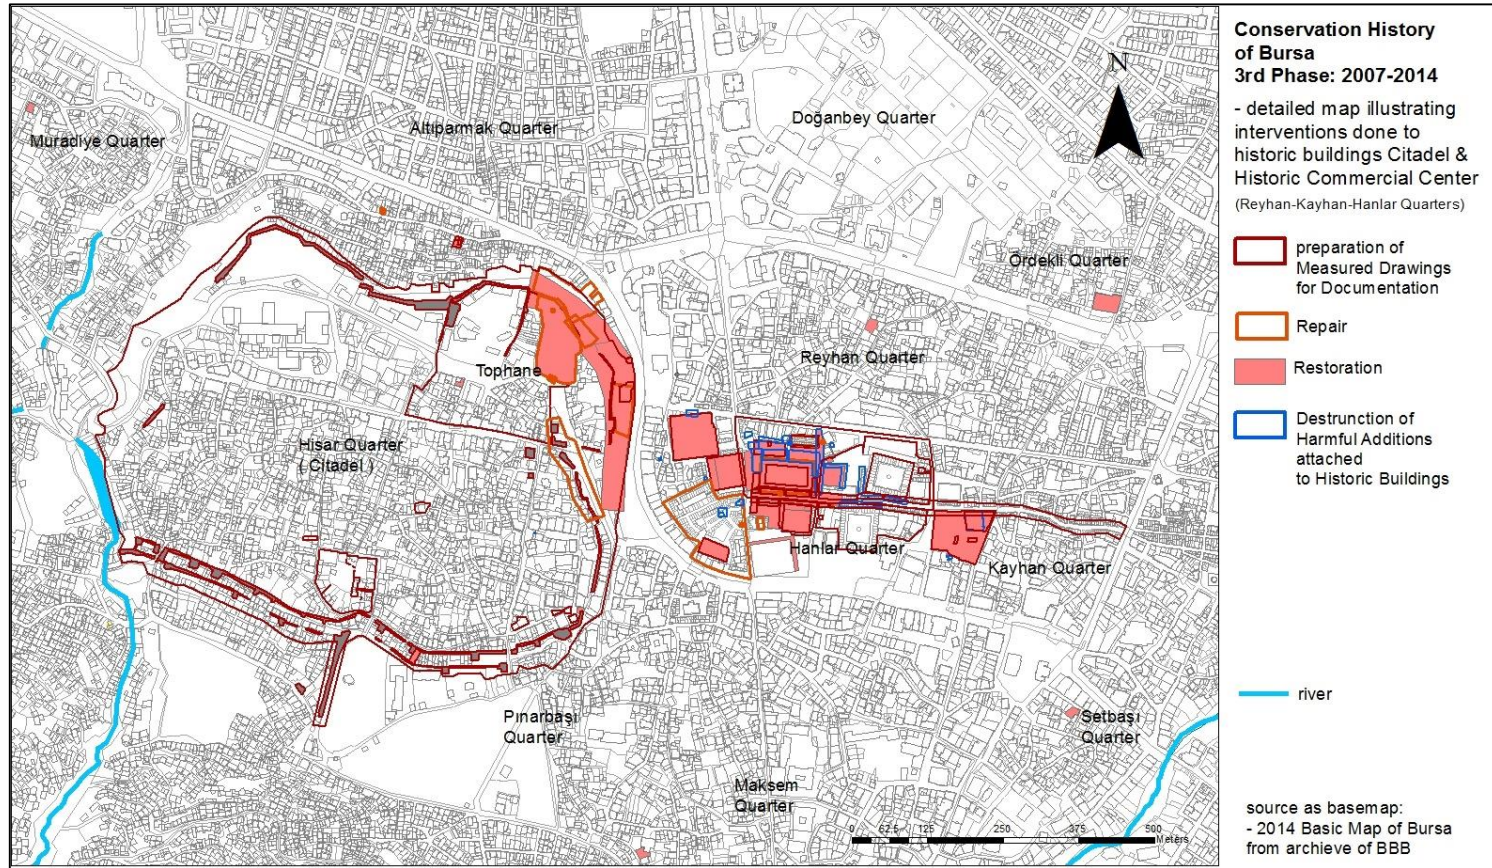 Conservation History
of Bursa
3rd Phase: 2007-2014
- detailed map illustrating
interventions done to
historic buildings Citadel &
Historic Commercial Center
(Reyhan-Kayhan-Hanlar Quarters)
preparation of
Measured Drawings
for Documentation
Repair
Restoration
Destrunction of
Harmful Additions
attached
to Historic Buildings
river
source as basemap:
- 2014 Basic Map of Bursa
from archieve of BBB
N
Muradiye Quarter
Altıparmak Quarter
Doğanbey Quarter
Ördekli Quarter
Reyhan Quarter
Tophane
Hisar Quarter
( Citadel )
Hanlar Quarter
Kayhan Quarter
Pınarbaşı
Quarter
Setbaşı
Quarter
Maksem
Quarter
0 62,5 125 250 375 500
Meters